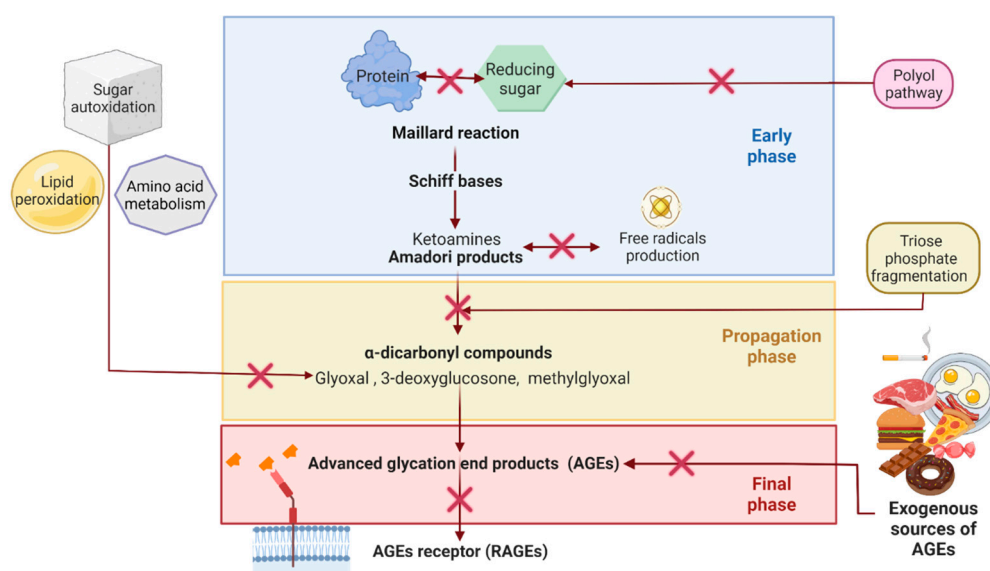 Sugar
autoxidation
Lipid
peroxidation
Amino acid
metabolism
Protein
Reducing
sugar
Polyol
pathway
Maillard reaction
Early
phase
Schiff bases
Ketoamines
Amadori products
Free radicals
production
Triose
phosphate
fragmentation
Propagation
phase
α-dicarbonyl compounds
Glyoxal , 3-deoxyglucosone, methylglyoxal
Advanced glycation end products (AGEs)
Final
phase
Exogenous
sources of
AGEs
AGEs receptor (RAGEs)